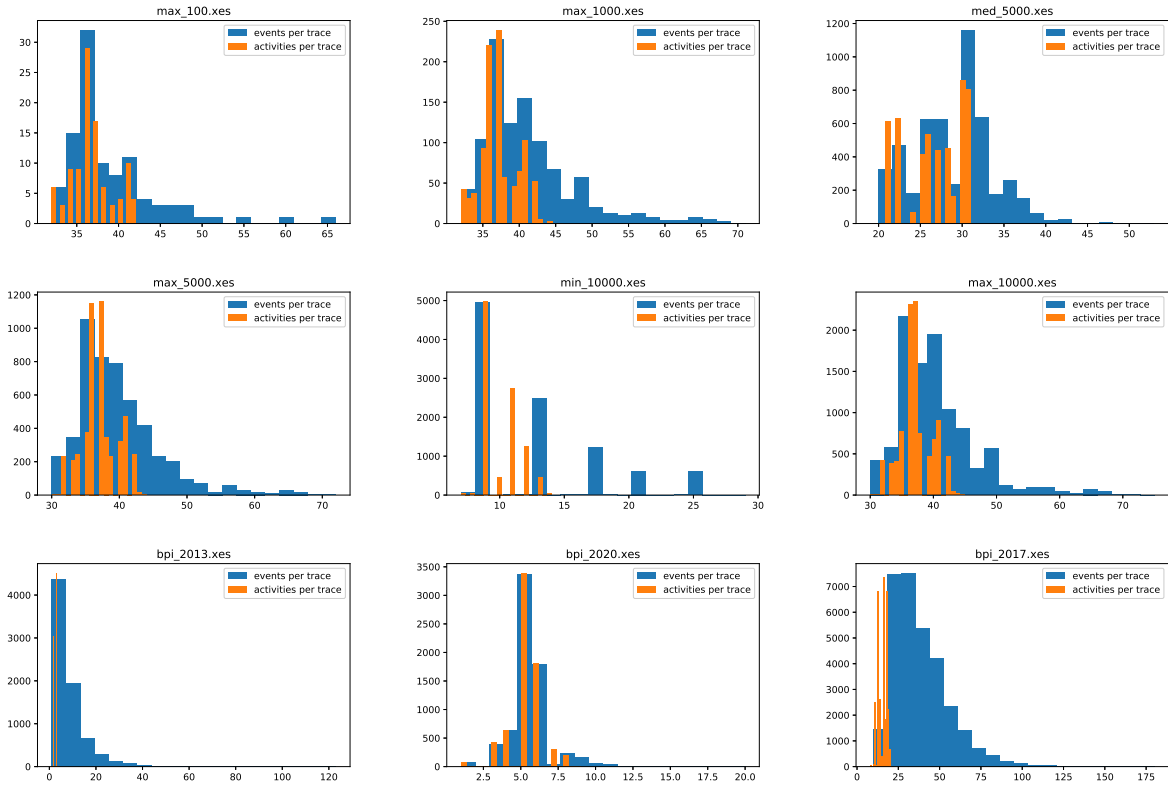 max_100.xes
max_1000.xes
med_5000.xes
events per trace
activities per trace
events per trace
activities per trace
events per trace
activities per trace
0 5 10 15 20 25 30
35 40 45 50 55 60 65
0 50 100 150 200 250
35 40 45 50 55 60 65 70
0 200 400 600 800 1000 1200
20 25 30 35 40 45 50
max_5000.xes
min_10000.xes
max_10000.xes
events per trace
activities per trace
events per trace
activities per trace
events per trace
activities per trace
0 200 400 600 800 1000 1200
30 40 50 60 70
0 1000 2000 3000 4000 5000
10 15 20 25 30
0 500 1000 1500 2000
30 40 50 60 70
bpi_2013.xes
bpi_2020.xes
bpi_2017.xes
events per trace
activities per trace
events per trace
activities per trace
events per trace
activities per trace
0 1000 2000 3000 4000
0 20 40 60 80 100 120
0 500 1000 1500 2000 2500 3000 3500
2.5 5.0 7.5 10.0 12.5 15.0 17.5 20.0
0 1000 2000 3000 4000 5000 6000 7000
0 25 50 75 100 125 150 175